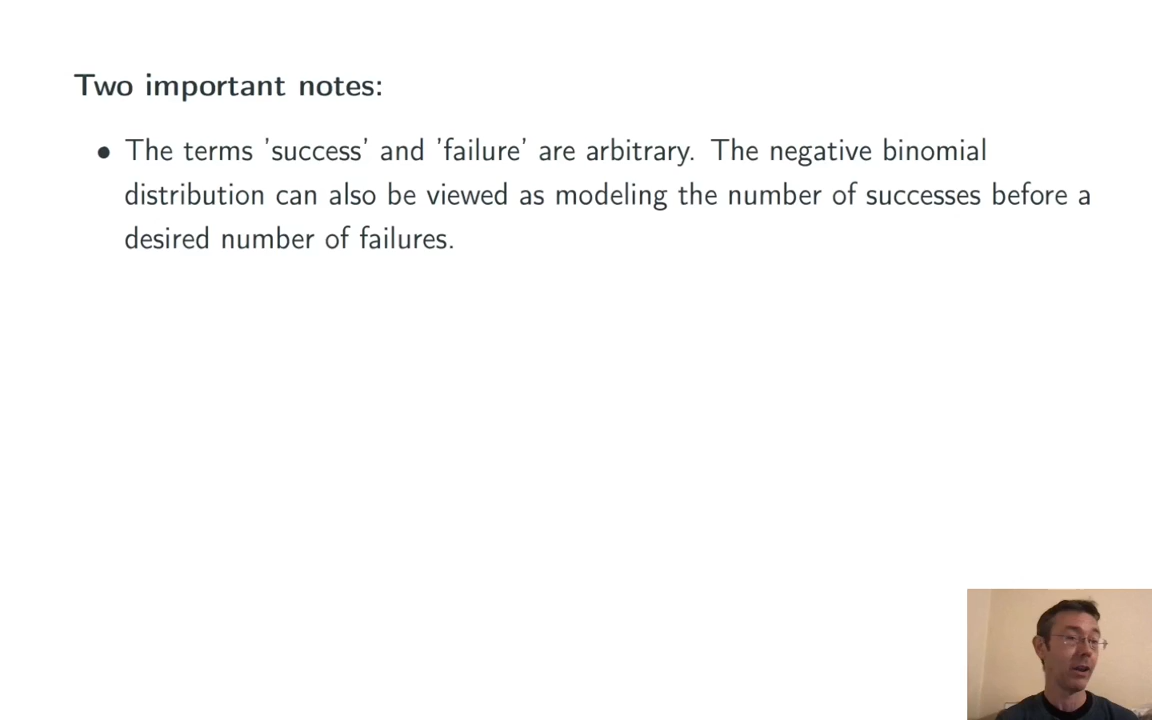 Two important notes:
• The terms 'success' and 'failure' are arbitrary. The negative binomial
distribution can also be viewed as modeling the number of successes before a
desired number of failures.